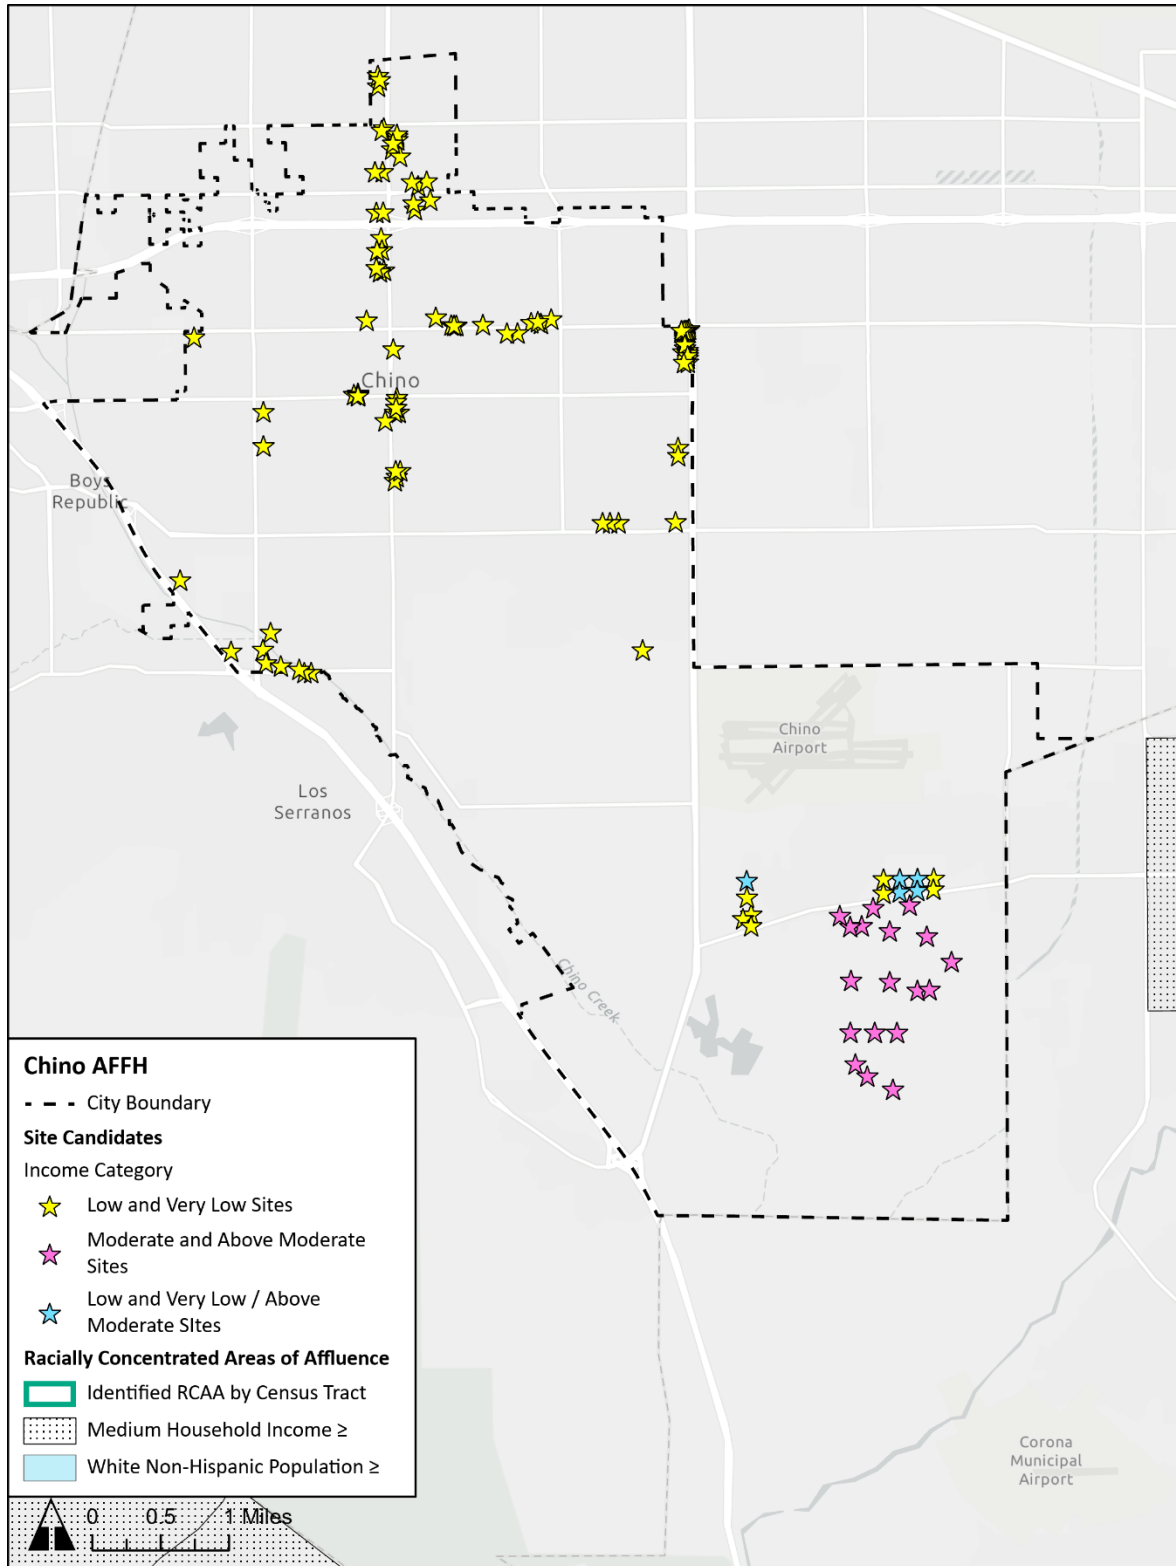 Chino
Boys
Republic
Chino
Airport
Los
Serranos
Chino Creek
Chino AFFH
City Boundary
Site Candidates
Income Category
Low and Very Low Sites
Moderate and Above Moderate
Sites
Low and Very Low / Above
Moderate SItes
Racially Concentrated Areas of Affluence
Identified RCAA by Census Tract
Medium Household Income ≥
White Non-Hispanic Population ≥
0 0.5 1 Miles
Corona
Municipal
Airport